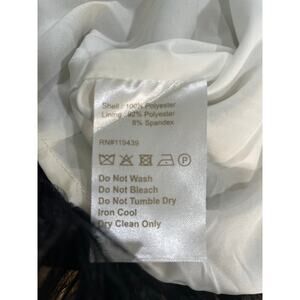 Shell : 100% Polyester
Lining : 92% Polyester
8% Spandex
RN#119439
P
Do Not Wash
Do Not Bleach
Do Not Tumble Dry
Iron Cool
Dry Clean Only